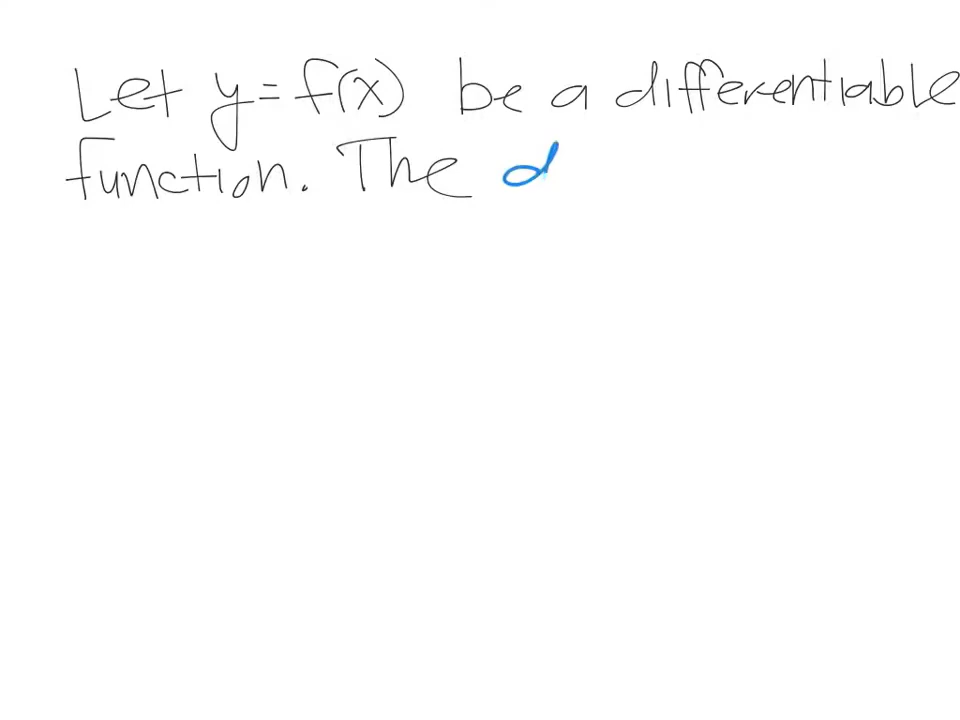 Let y = f(x) be a differentiable
function. The d